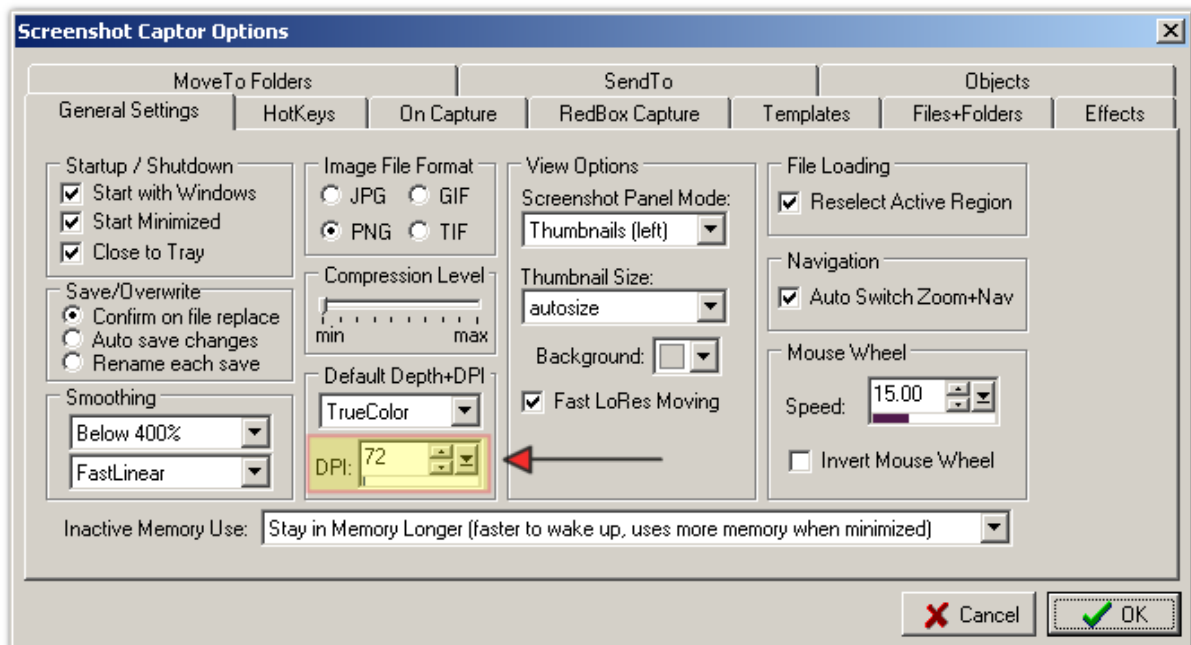 Screenshot Captor Options
MoveTo Folders
SendTo
Objects
General Settings
HotKeys
On Capture
RedBox Capture
Templates
Files+Folders
Effects
Startup / Shutdown
Start with Windows
Start Minimized
Close to Tray
Save/Overwrite
Confirm on file replace
Auto save changes
Rename each save
Smoothing
Below 400%
FastLinear
Image File Format
JPG
GIF
PNG
TIF
Compression Level
min
max
Default Depth+DPI
TrueColor
DPI: 72
View Options
Screenshot Panel Mode:
Thumbnails (left)
Thumbnail Size:
autosize
Background:
Fast LoRes Moving
File Loading
Reselect Active Region
Navigation
Auto Switch Zoom+Nav
Mouse Wheel
Speed: 15.00
Invert Mouse Wheel
Inactive Memory Use: Stay in Memory Longer (faster to wake up, uses more memory when minimized)
Cancel
OK